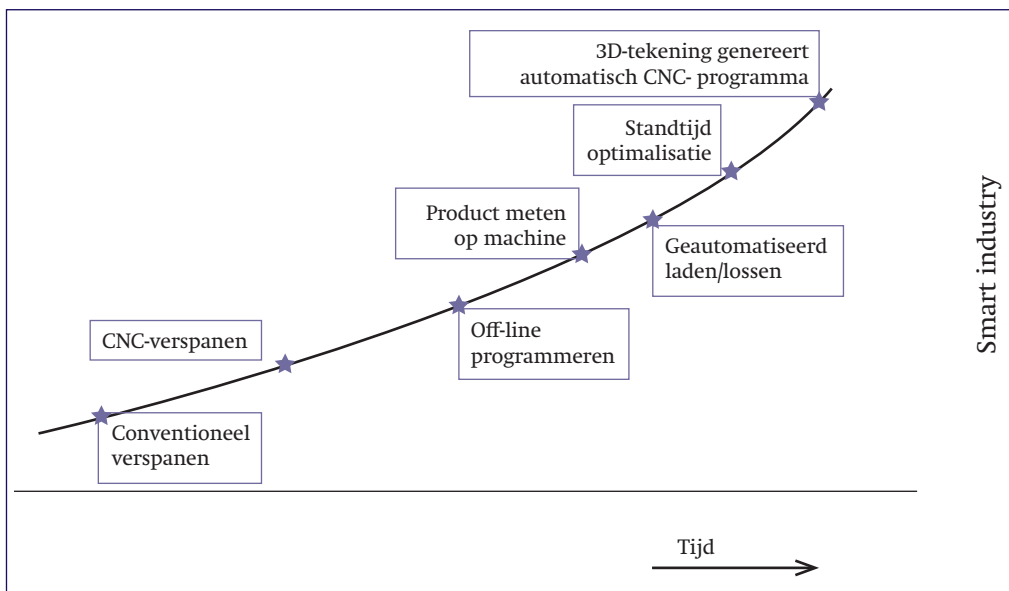 3D-tekening genereert
automatisch CNC- programma
Standtijd
optimalisatie
Product meten
op machine
Geautomatiseerd
laden/lossen
CNC-verspanen
Off-line
programmeren
Conventioneel
verspanen
Smart industry
Tijd